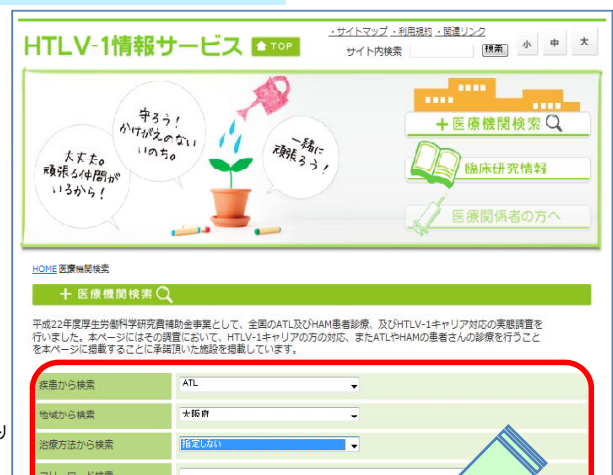 ・サイトマップ ・利用規約 ・関連リンク
HTLV-1情報サービス TOP
サイト内検索 検索 小 中 大
守ろう!
かけがえのない
いのち。
一緒に
頑張ろう!
大丈夫。
頑張る仲間が
いるから!
+医療機関検索
臨床研究情報
医療関係者の方へ
HOME 医療機関検索
+ 医療機関検索
平成22年度厚生労働科学研究費補助金事業として、全国のATL及びHAM患者診療、及びHTLV-1キャリア対応の実態調査を
行いました。本ページにはその調査において、HTLV-1キャリアの方の対応、またATLやHAMの患者さんの診療を行うこと
を本ページに掲載することに承諾頂いた施設を掲載しています。
疾患から検索 ATL
地域から検索 大阪府
り
治療方法から検索 指定しない
フリーワード検索